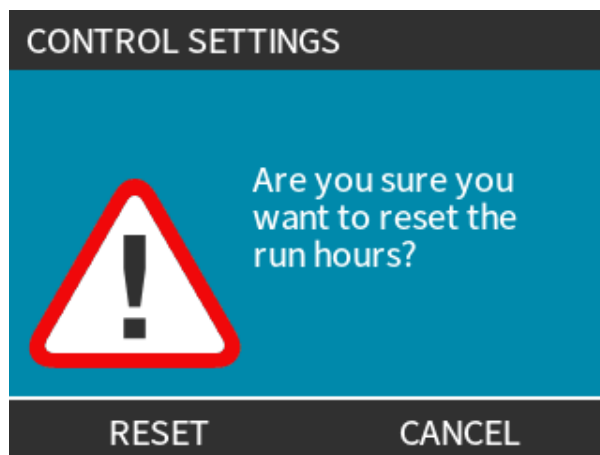 CONTROL SETTINGS
Are you sure you
want to reset the
run hours?
!
RESET CANCEL